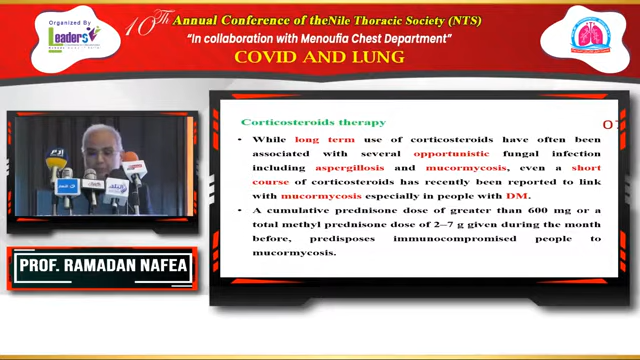 Organized By
Leaders
10Th Annual Conference of theNile Thoracic Society (NTS)
"In collaboration with Menoufia Chest Department"
COVID AND LUNG
Corticosteroids therapy
• While long term use of corticosteroids have often been
associated with several opportunistic fungal infection
including aspergillosis and mucormycosis, even a short
course of corticosteroids has recently been reported to link
with mucormycosis especially in people with DM.
• A cumulative prednisone dose of greater than 600 mg or a
total methyl prednisone dose of 2–7 g given during the month
before, predisposes immunocompromised people to
mucormycosis.
PROF. RAMADAN NAFEA